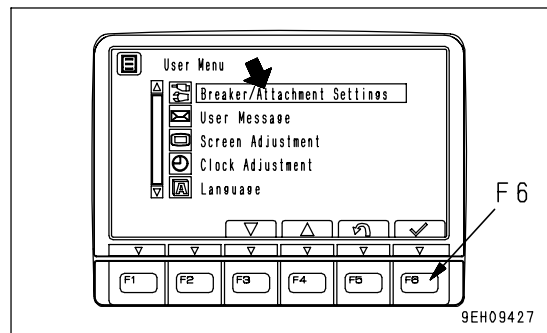 User Menu
Breaker/Attachment Settings
User Message
Screen Adjustment
Clock Adjustment
A Language
F6
F1 F2 F3 F4 F5 F6
9EH09427